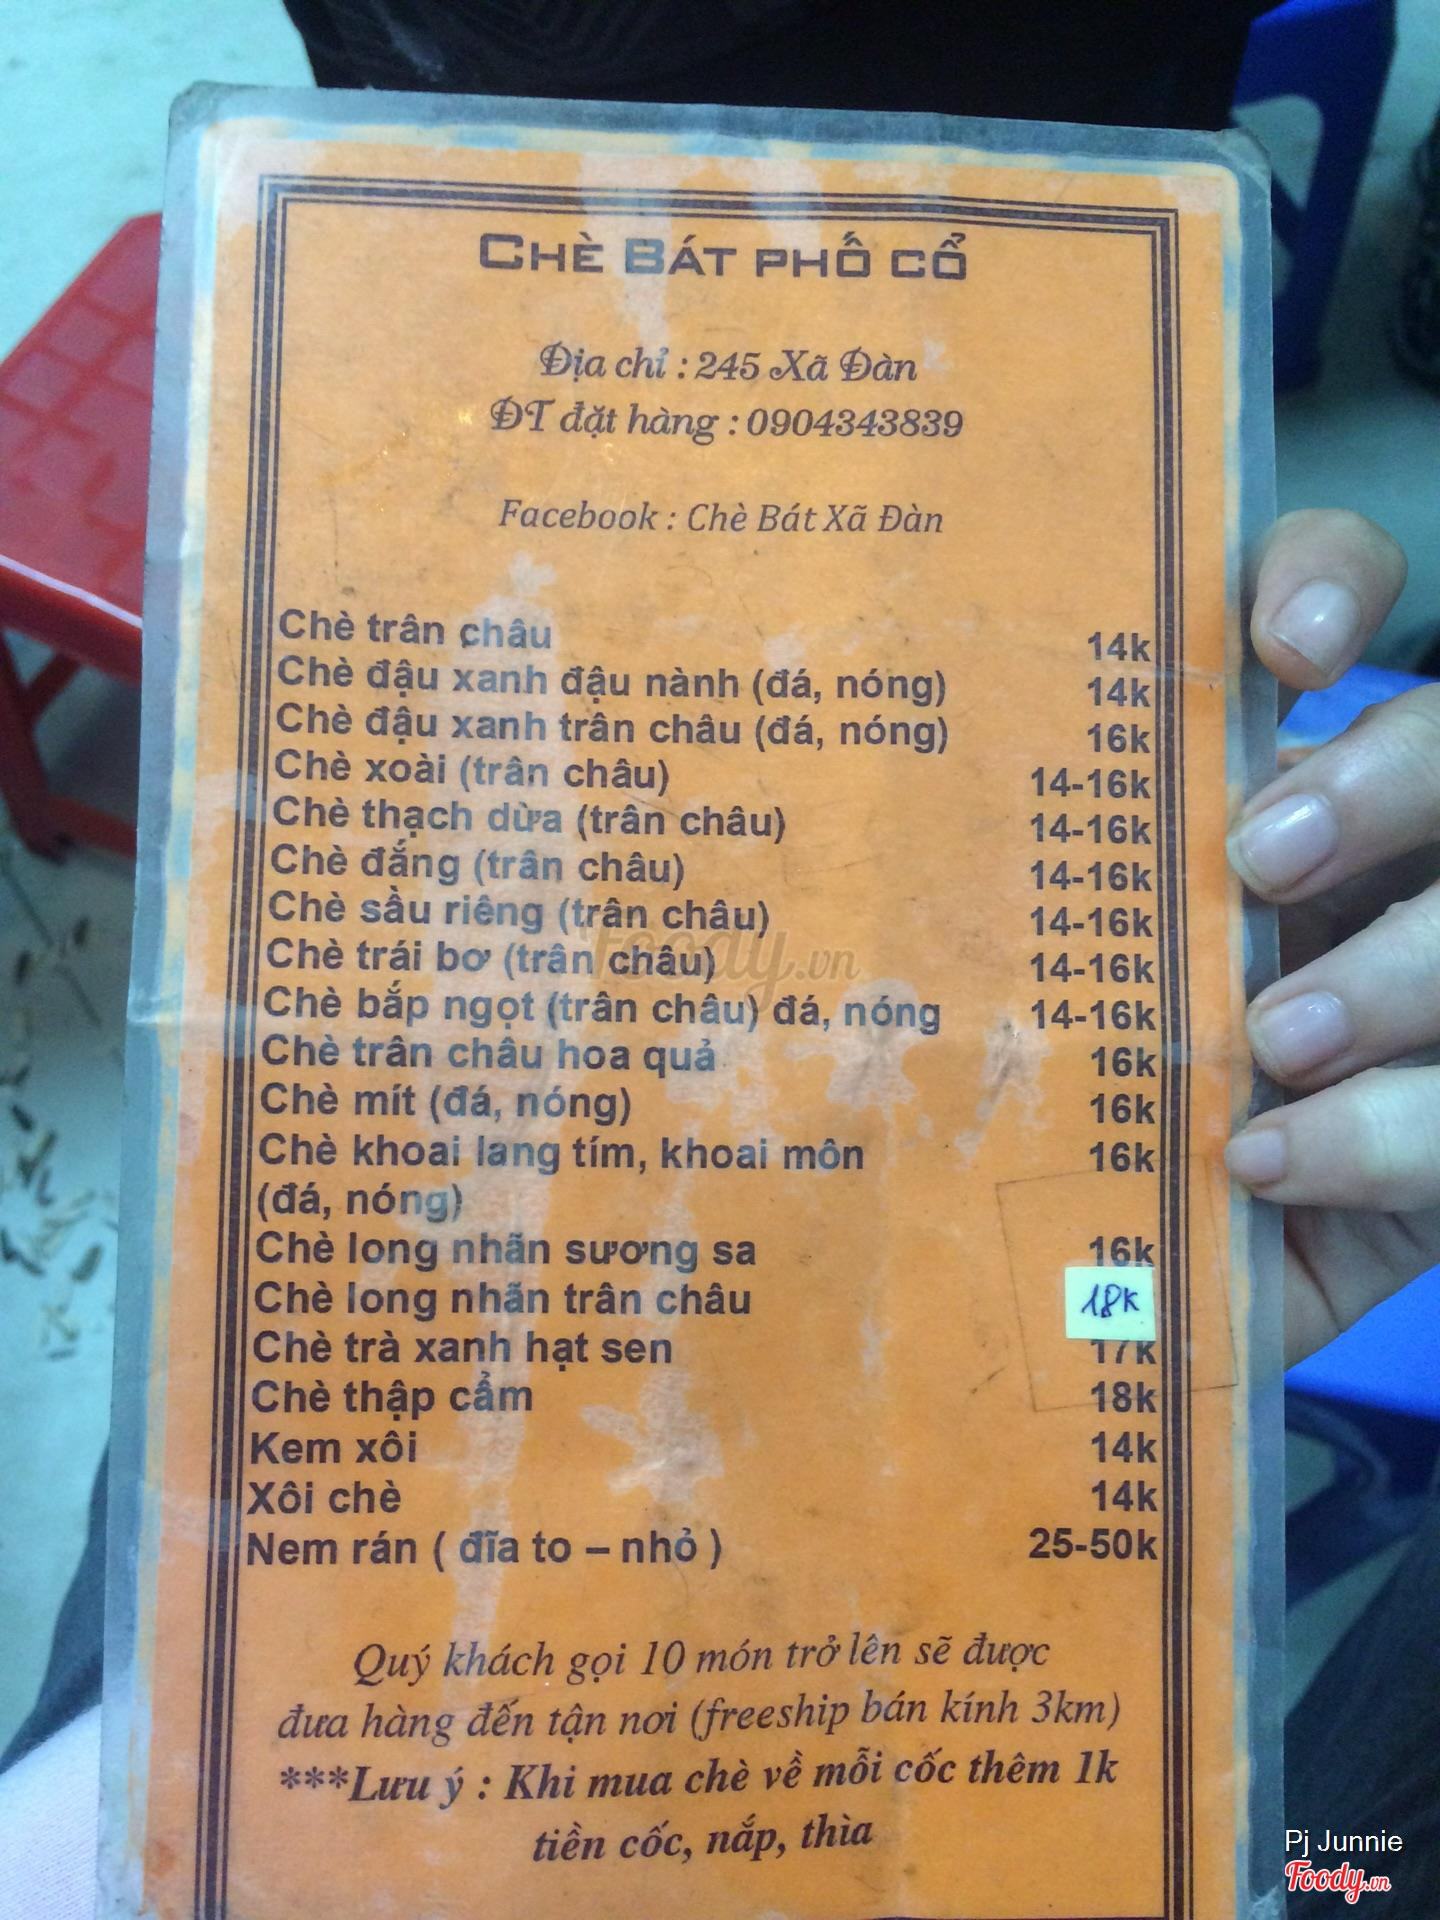 CHÈ BÁT PHỐ CỔ
Địa chỉ : 245 Xã Đàn
ĐT đặt hàng : 0904343839
Facebook : Chè Bát Xã Đàn
Chè trân châu 14k
Chè đậu xanh đậu nành (đá, nóng) 14k
Chè đậu xanh trân châu (đá, nóng) 16k
Chè xoài (trân châu) 14-16k
Chè thạch dừa (trân châu) 14-16k
Chè đắng (trân châu) 14-16k
Chè sầu riêng (trân châu) 14-16k
Chè trái bơ (trân châu) 14-16k
Chè bắp ngọt (trân châu) đá, nóng 14-16k
Chè trân châu hoa quả 16k
Chè mít (đá, nóng) 16k
Chè khoai lang tím, khoai môn 16k
(đá, nóng)
Chè long nhãn sương sa 16k
Chè long nhãn trân châu 18k
Chè trà xanh hạt sen 17k
Chè thập cẩm 18k
Kem xôi 14k
Xôi chè 14k
Nem rán ( đĩa to – nhỏ ) 25-50k
Quý khách gọi 10 món trở lên sẽ được
đưa hàng đến tận nơi (freeship bán kính 3km)
***Lưu ý : Khi mua chè về mỗi cốc thêm 1k
tiền cốc, nắp, thìa
Foody.vn
Pj Junnie
Foody.vn